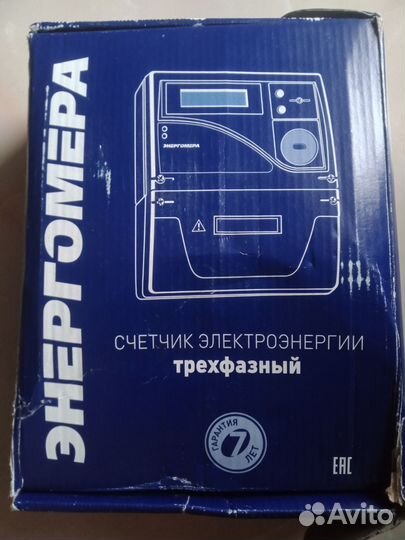 ЭНЕРГОМЕРА
ЭНЕРГОМЕРА
СЧЕТЧИК ЭЛЕКТРОЭНЕРГИИ
трехфазный
ГАРАНТИЯ
7
ЛЕТ
EAC
Avito